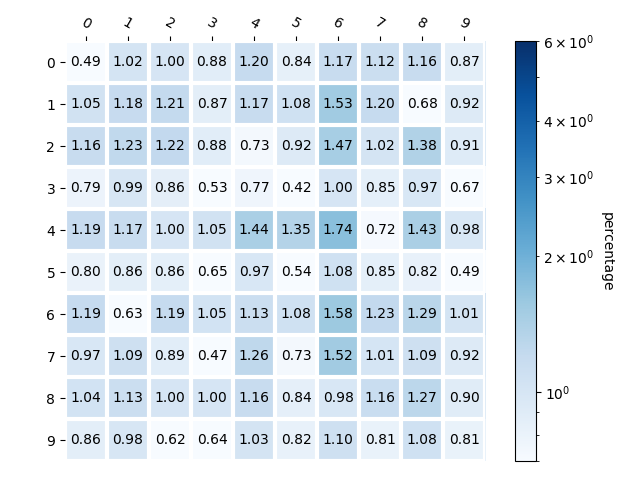 0 1 2 3 4 5 6 7 8 9
0 0.49 1.02 1.00 0.88 1.20 0.84 1.17 1.12 1.16 0.87
1 1.05 1.18 1.21 0.87 1.17 1.08 1.53 1.20 0.68 0.92
2 1.16 1.23 1.22 0.88 0.73 0.92 1.47 1.02 1.38 0.91
3 0.79 0.99 0.86 0.53 0.77 0.42 1.00 0.85 0.97 0.67
4 1.19 1.17 1.00 1.05 1.44 1.35 1.74 0.72 1.43 0.98
5 0.80 0.86 0.86 0.65 0.97 0.54 1.08 0.85 0.82 0.49
6 1.19 0.63 1.19 1.05 1.13 1.08 1.58 1.23 1.29 1.01
7 0.97 1.09 0.89 0.47 1.26 0.73 1.52 1.01 1.09 0.92
8 1.04 1.13 1.00 1.00 1.16 0.84 0.98 1.16 1.27 0.90
9 0.86 0.98 0.62 0.64 1.03 0.82 1.10 0.81 1.08 0.81
6 × 10⁰
4 × 10⁰
3 × 10⁰
2 × 10⁰
10⁰
percentage